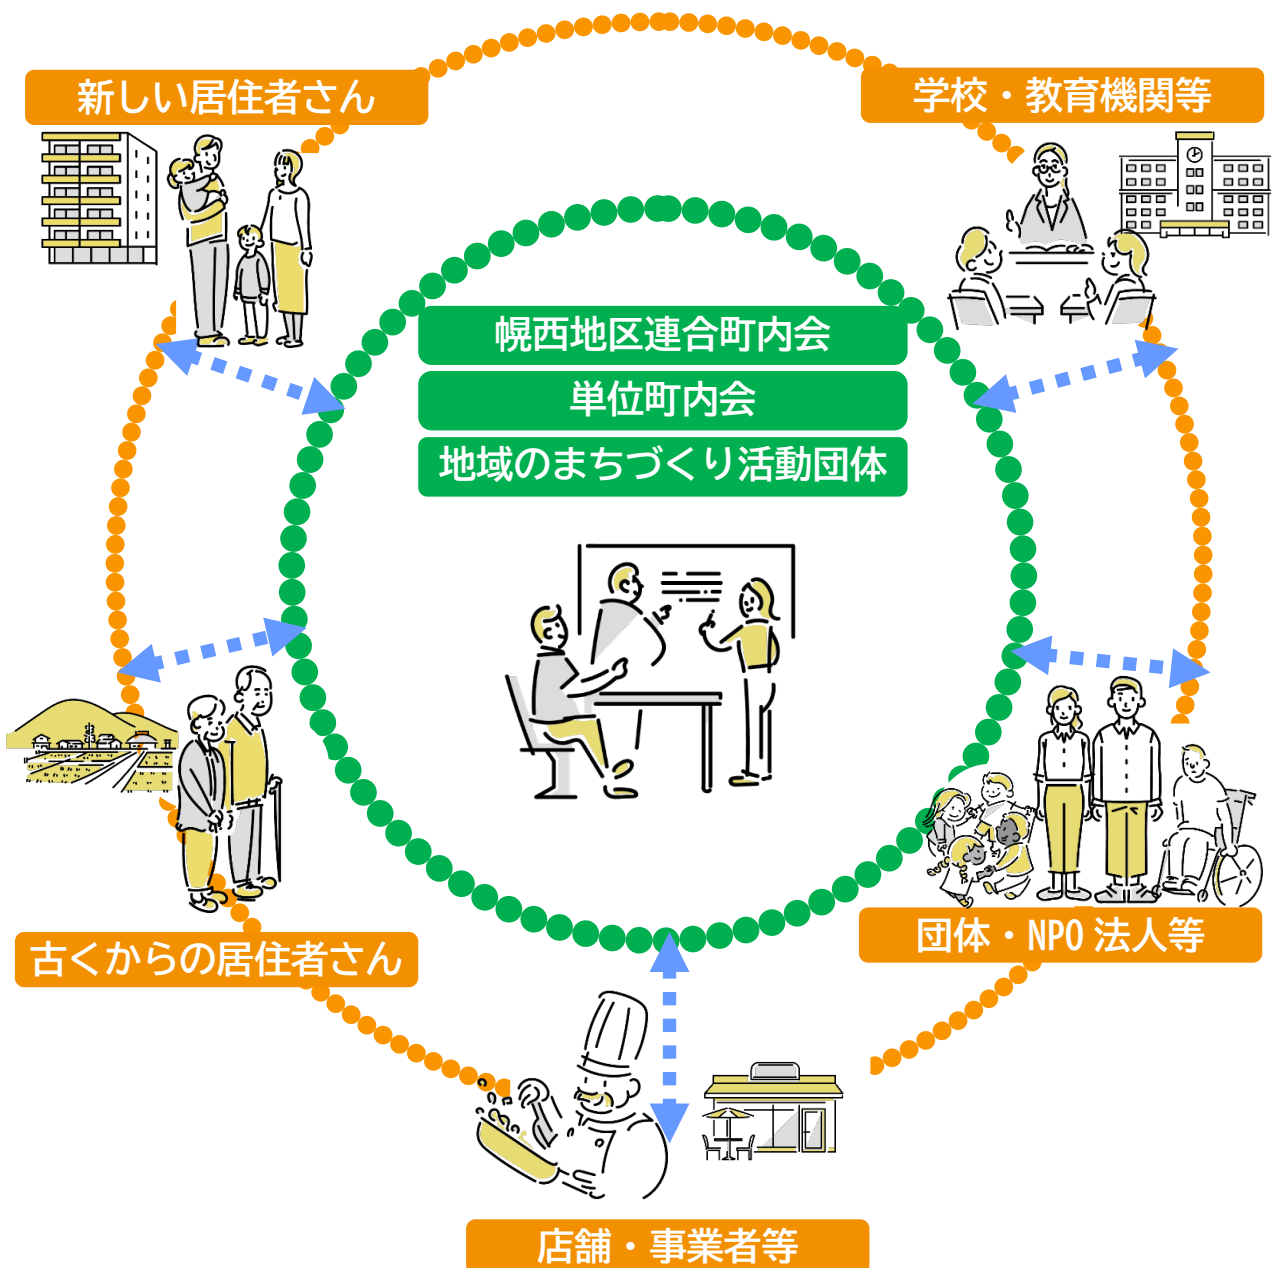 新しい居住者さん
学校・教育機関等
幌西地区連合町内会
単位町内会
地域のまちづくり活動団体
古くからの居住者さん
団体・NPO 法人等
店舗・事業者等